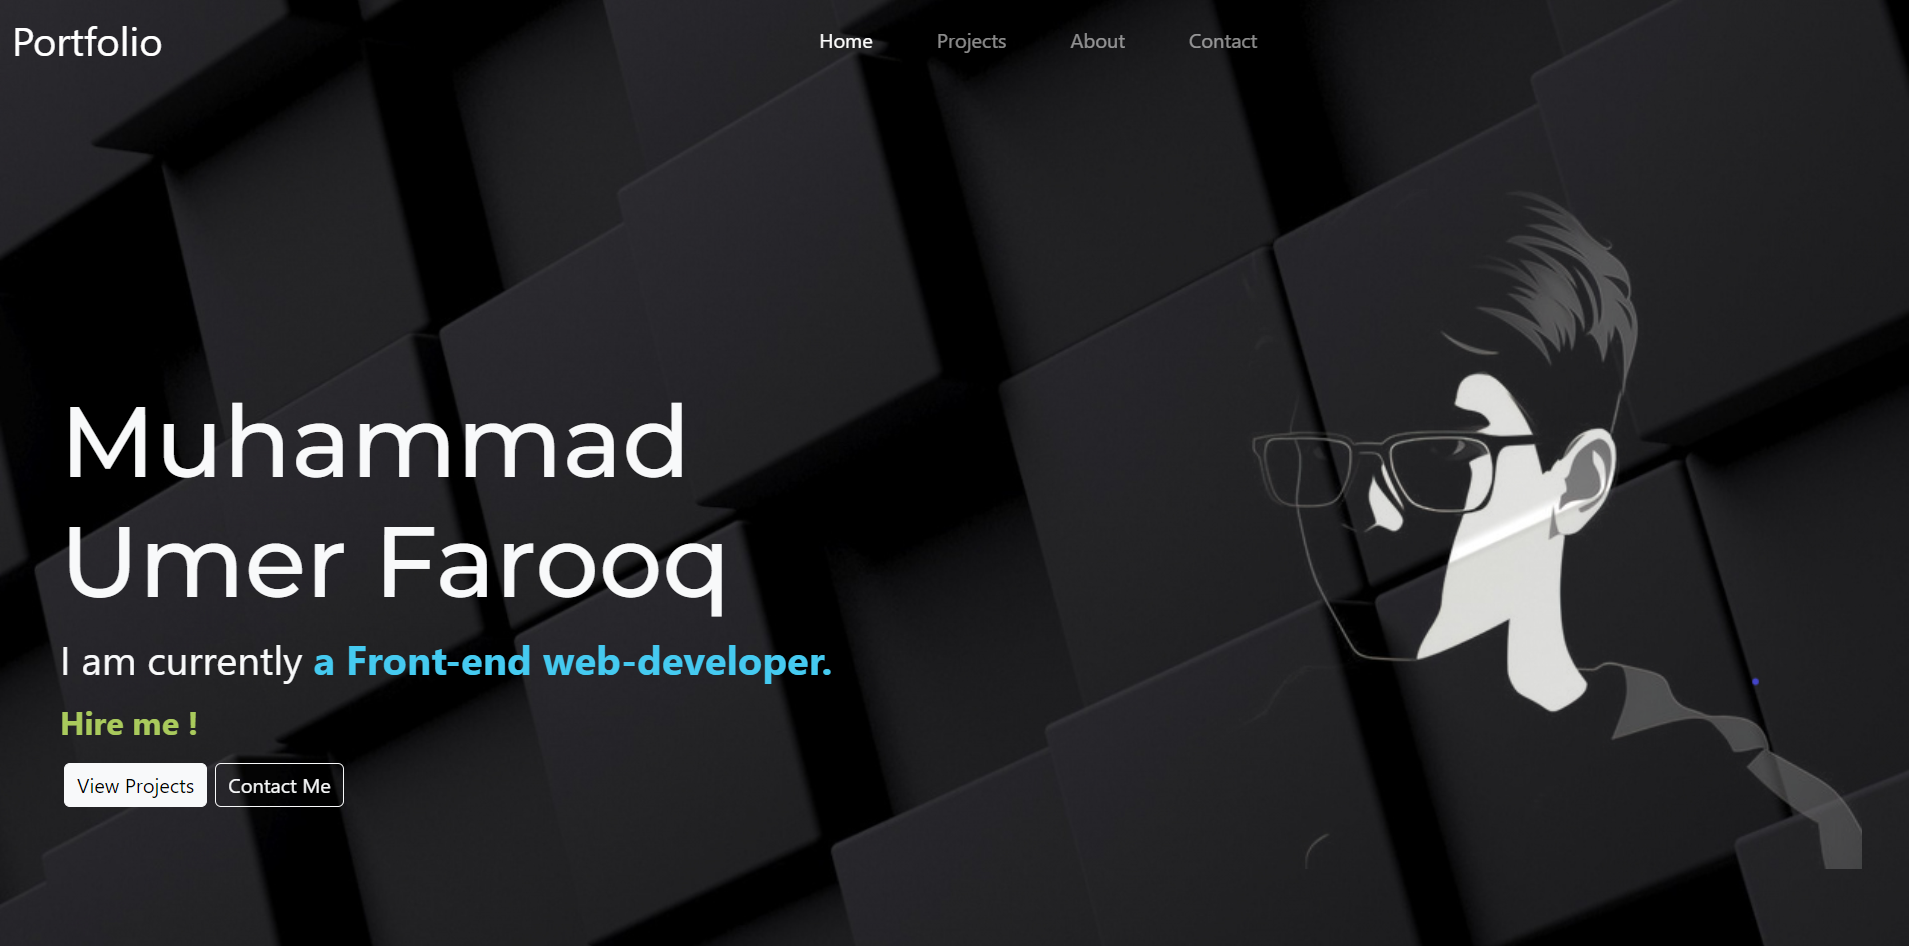 Portfolio
Home Projects About Contact
Muhammad
Umer Farooq
I am currently a Front-end web-developer.
Hire me !
View Projects Contact Me